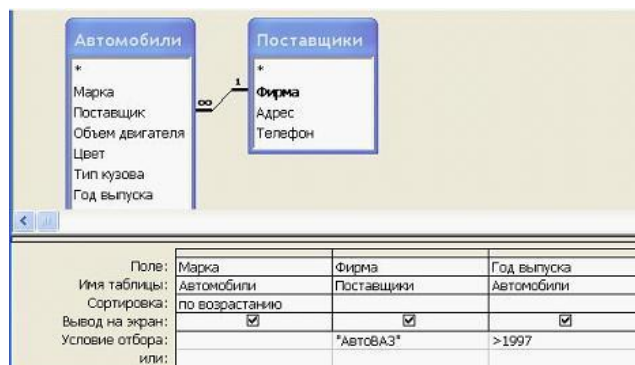 Автомобили
*
Марка
Поставщик
Объем двигателя
Цвет
Тип кузова
Год выпуска
∞ 1
Поставщики
*
Фирма
Адрес
Телефон
Поле: Марка Фирма Год выпуска
Имя таблицы: Автомобили Поставщики Автомобили
Сортировка: по возрастанию
Вывод на экран:
Условие отбора: "АвтоВАЗ" >1997
или: